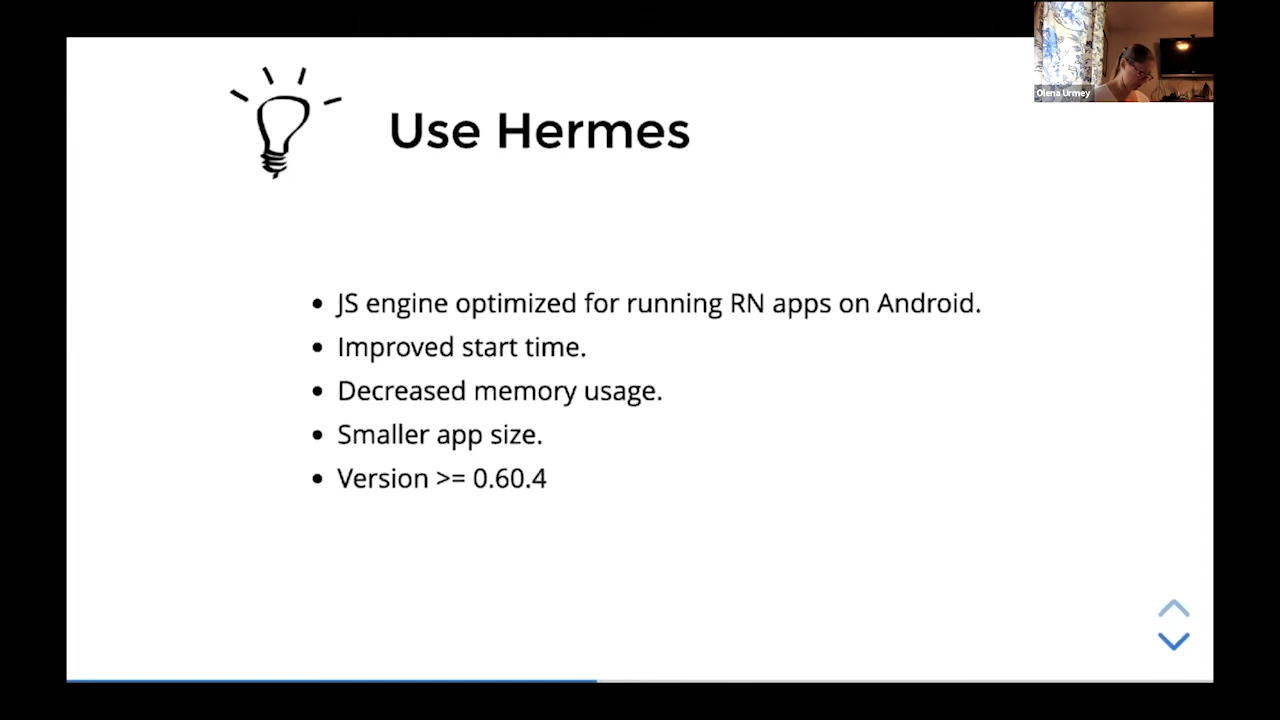 Olena Urmey
Use Hermes
• JS engine optimized for running RN apps on Android.
• Improved start time.
• Decreased memory usage.
• Smaller app size.
• Version >= 0.60.4